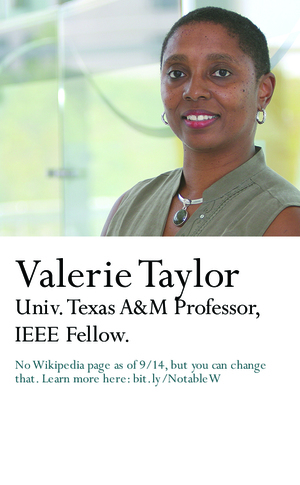 Valerie Taylor
Univ. Texas A&M Professor,
IEEE Fellow.
No Wikipedia page as of 9/14, but you can change
that. Learn more here: bit.ly/NotableW